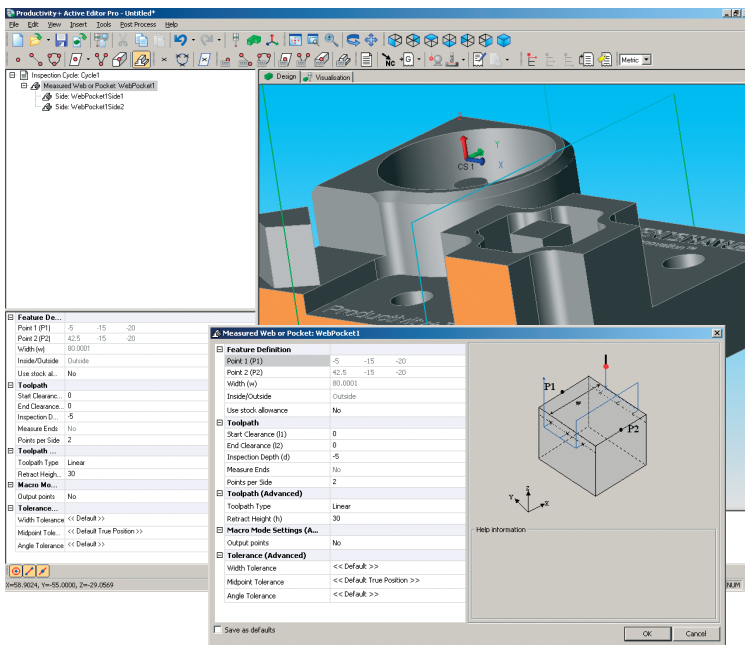 Productivity+ Active Editor Pro - Untitled*
File Edit View Insert Tools Post Process Help
NC G Metric
Inspection Cycle: Cycle1
Measured Web or Pocket: WebPocket1
Side: WebPocket1Side1
Side: WebPocket1Side2
Design Visualisation
Y
CS 1 X
Feature De...
Point 1 (P1) -5 -15 -20
Point 2 (P2) 42.5 -15 -20
Width (w) 80.0001
Inside/Outside Outside
Use stock al... No
Toolpath
Start Clearanc... 0
End Clearance... 0
Inspection D... -5
Measure Ends No
Points per Side 2
Toolpath ...
Toolpath Type Linear
Retract Heigh... 30
Macro Mo...
Output points No
Tolerance...
Width Tolerance << Default >>
Midpoint Tole... << Default True Position >>
Angle Tolerance << Default >>
X=58.9024, Y=-55.0000, Z=-29.0569
NUM
Measured Web or Pocket: WebPocket1
Feature Definition
Point 1 (P1) -5 -15 -20
Point 2 (P2) 42.5 -15 -20
Width (w) 80.0001
Inside/Outside Outside
Use stock allowance No
Toolpath
Start Clearance (l1) 0
End Clearance (l2) 0
Inspection Depth (d) -5
Measure Ends No
Points per Side 2
Toolpath (Advanced)
Toolpath Type Linear
Retract Height (h) 30
Macro Mode Settings (A...
Output points No
Tolerance (Advanced)
Width Tolerance << Default >>
Midpoint Tolerance << Default True Position >>
Angle Tolerance << Default >>
P1
w
P2
Z
Y
X
Help information
Save as defaults
OK Cancel